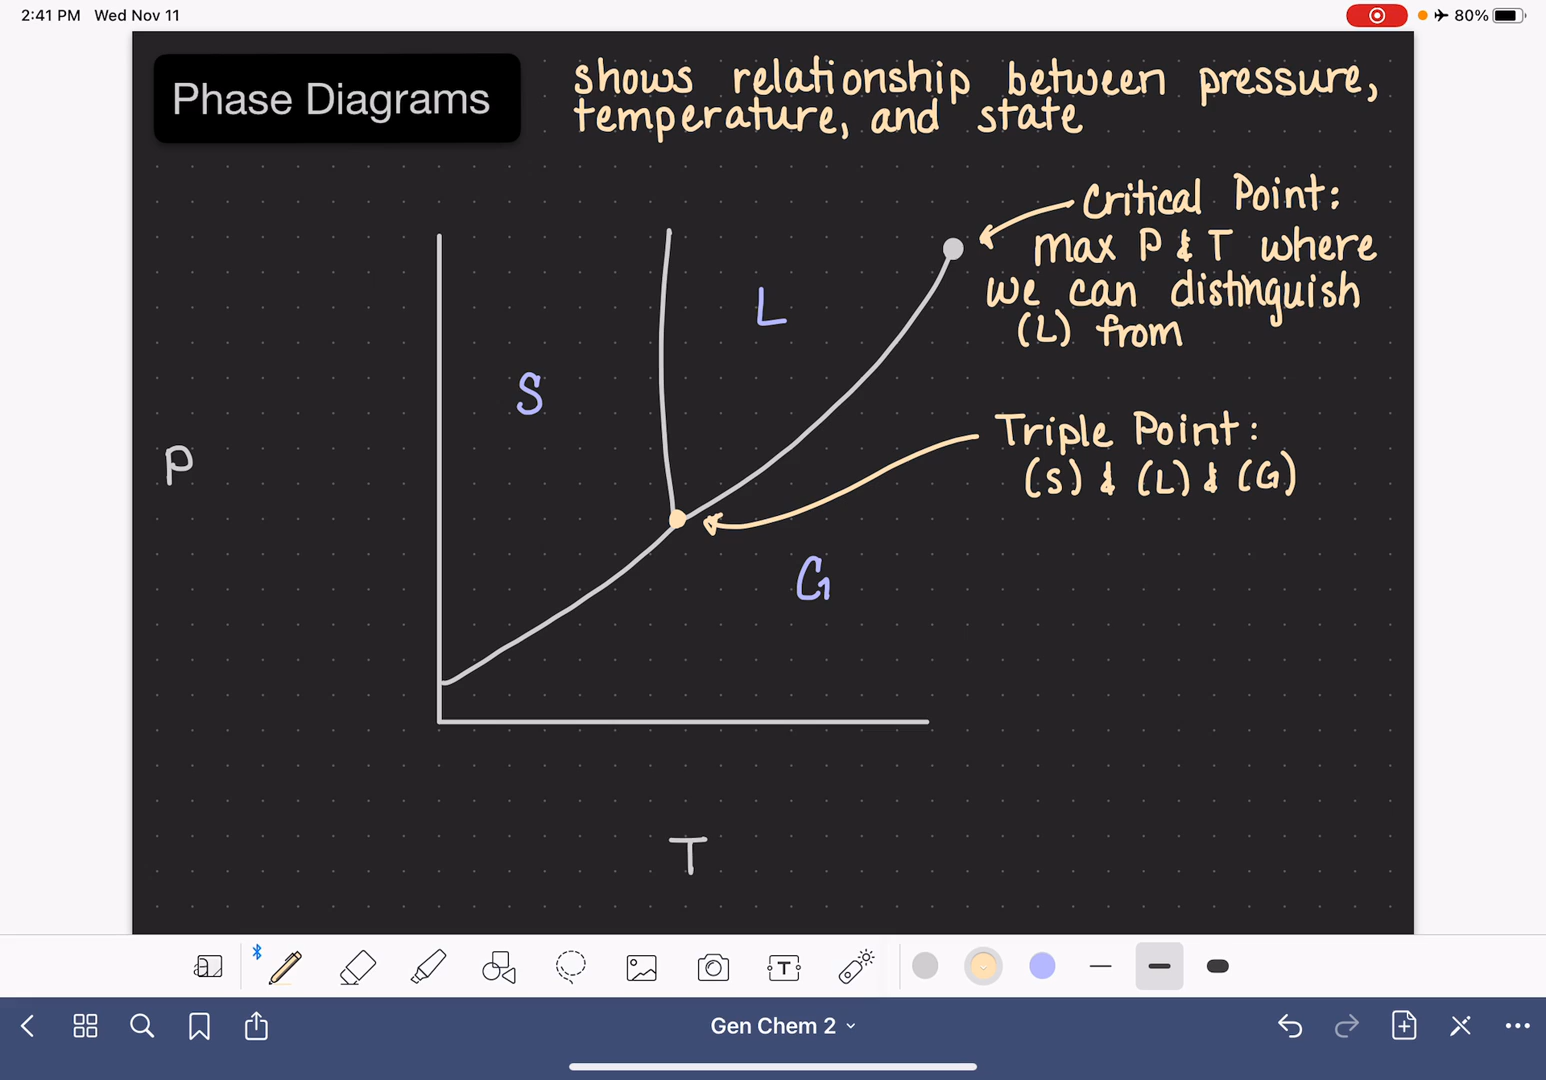 2:41 PM Wed Nov 11
80%
Phase Diagrams
shows relationship between pressure,
temperature, and state
Critical Point:
max P & T where
we can distinguish
(L) from
L
S
P
Triple Point:
(S) & (L) & (G)
G
T
T
Gen Chem 2